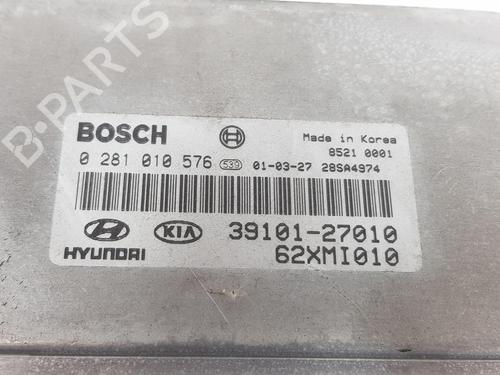 B-PARTS
BOSCH
Made in Korea
8521 0001
0 281 010 576 539 01-03-27 28SA4974
KIA 39101-27010
HYUNDAI 62XMI010